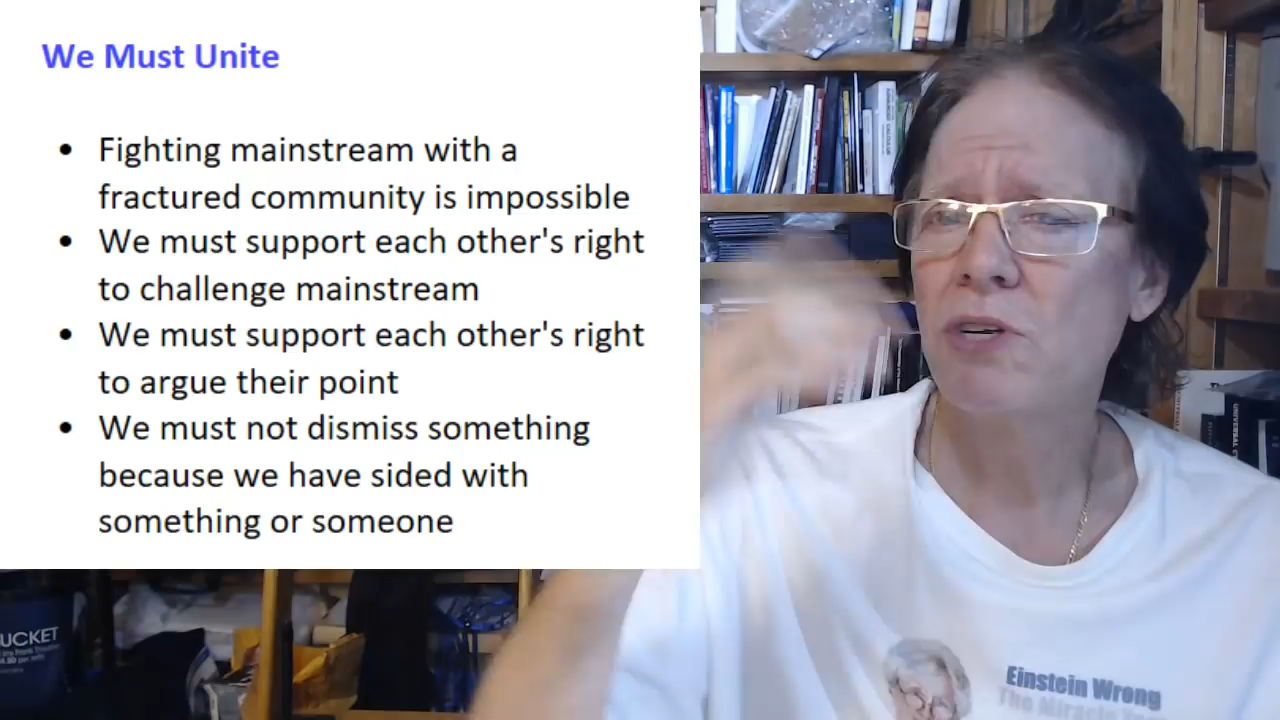 We Must Unite
• Fighting mainstream with a
fractured community is impossible
• We must support each other's right
to challenge mainstream
• We must support each other's right
to argue their point
• We must not dismiss something
because we have sided with
something or someone
UCKET
Einstein Wrong
The Miracle